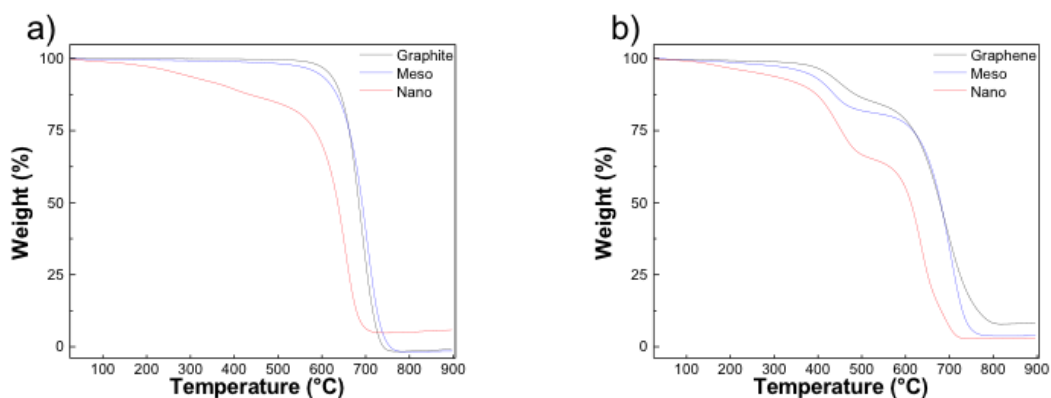 a)
Graphite
Meso
Nano
100
75
50
25
0
Weight (%)
100 200 300 400 500 600 700 800 900
Temperature (°C)
b)
Graphene
Meso
Nano
100
75
50
25
0
Weight (%)
100 200 300 400 500 600 700 800 900
Temperature (°C)